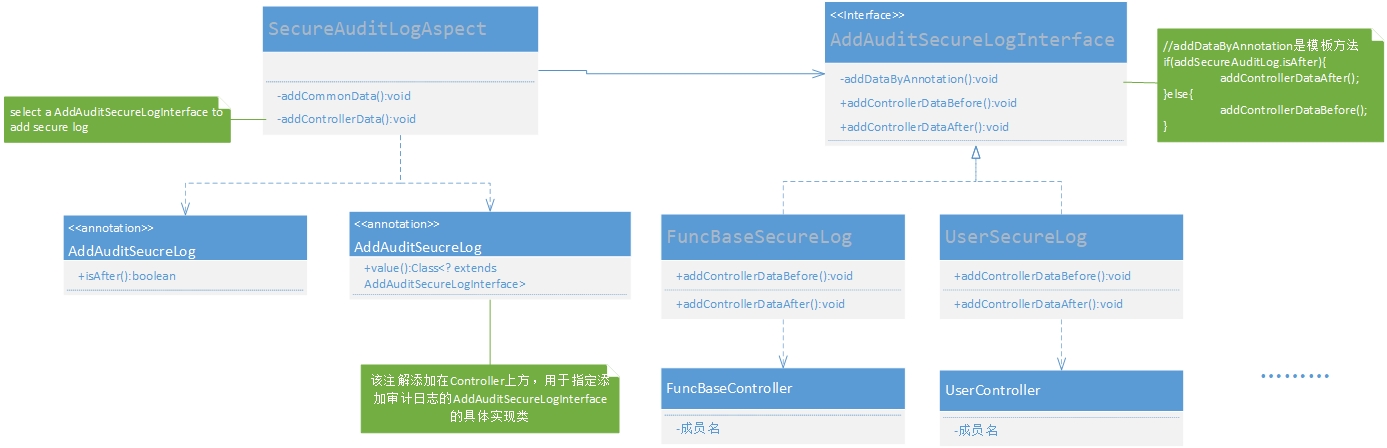 SecureAuditLogAspect
-addCommonData():void
-addControllerData():void
select a AddAuditSecureLogInterface to
add secure log
<<Interface>>
AddAuditSecureLogInterface
-addDataByAnnotation():void
+addControllerDataBefore():void
+addControllerDataAfter():void
//addDataByAnnotation是模板方法
if(addSecureAuditLog.isAfter){
addControllerDataAfter();
}else{
addControllerDataBefore();
}
<<annotation>>
AddAuditSeucreLog
+isAfter():boolean
<<annotation>>
AddAuditSeucreLog
+value():Class<? extends
AddAuditSecureLogInterface>
该注解添加在Controller上方，用于指定添
加审计日志的AddAuditSecureLogInterface
的具体实现类
FuncBaseSecureLog
+addControllerDataBefore():void
+addControllerDataAfter():void
UserSecureLog
+addControllerDataBefore():void
+addControllerDataAfter():void
FuncBaseController
-成员名
UserController
-成员名
………